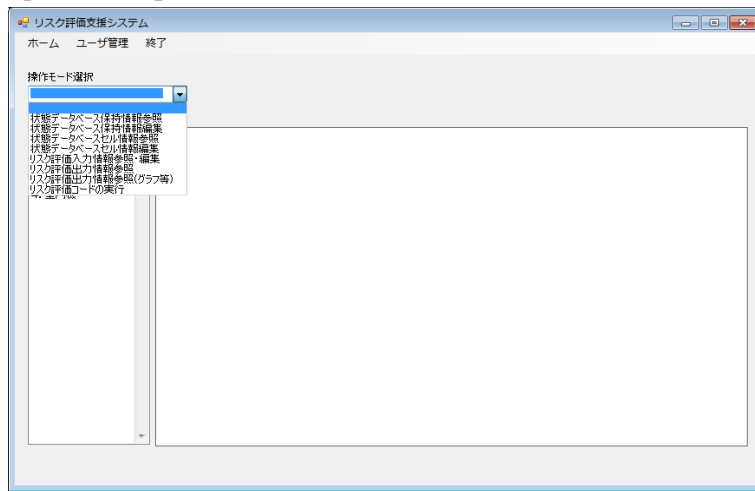 リスク評価支援システム
ホーム ユーザ管理 終了
操作モード選択
状態データベース保持情報参照
状態データベース保持情報編集
状態データベースセル情報参照
状態データベースセル情報編集
リスク評価入力情報参照・編集
リスク評価出力情報参照
リスク評価出力情報参照(グラフ等)
リスク評価コードの実行